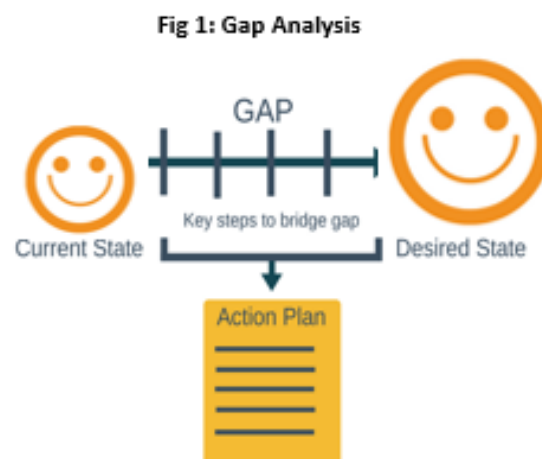 Fig 1: Gap Analysis
GAP
Key steps to bridge gap
Current State
Desired State
Action Plan